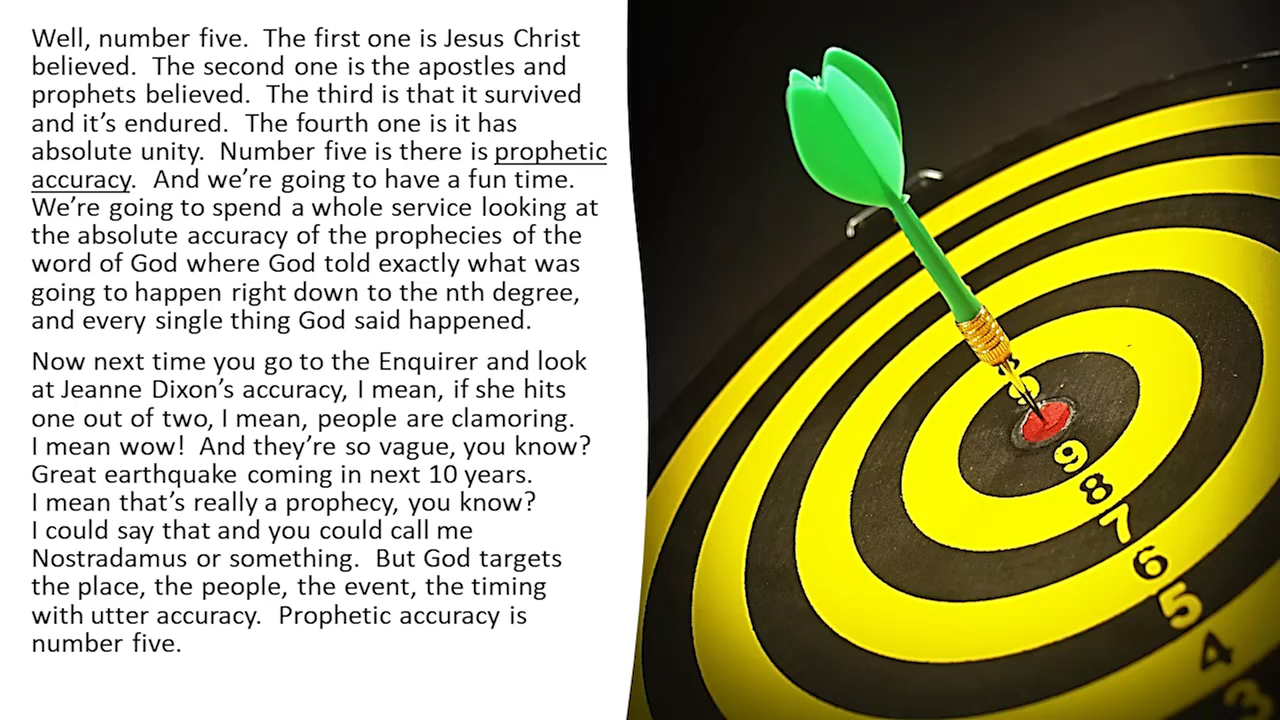 Well, number five.  The first one is Jesus Christ
believed.  The second one is the apostles and
prophets believed.  The third is that it survived
and it’s endured.  The fourth one is it has
absolute unity.  Number five is there is prophetic
accuracy.  And we’re going to have a fun time.
We’re going to spend a whole service looking at
the absolute accuracy of the prophecies of the
word of God where God told exactly what was
going to happen right down to the nth degree,
and every single thing God said happened.
Now next time you go to the Enquirer and look
at Jeanne Dixon’s accuracy, I mean, if she hits
one out of two, I mean, people are clamoring.
I mean wow!  And they’re so vague, you know?
Great earthquake coming in next 10 years.
I mean that’s really a prophecy, you know?
I could say that and you could call me
Nostradamus or something.  But God targets
the place, the people, the event, the timing
with utter accuracy.  Prophetic accuracy is
number five.
9
8
7
6
5
4
3